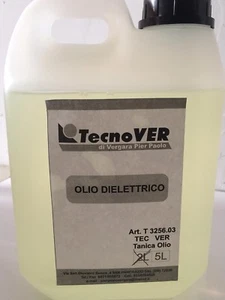 TecnoVER
di Vergara Pier Paolo
OLIO DIELETTRICO
Art. T 3256.03
TEC VER
Tanica Olio
2L 5L